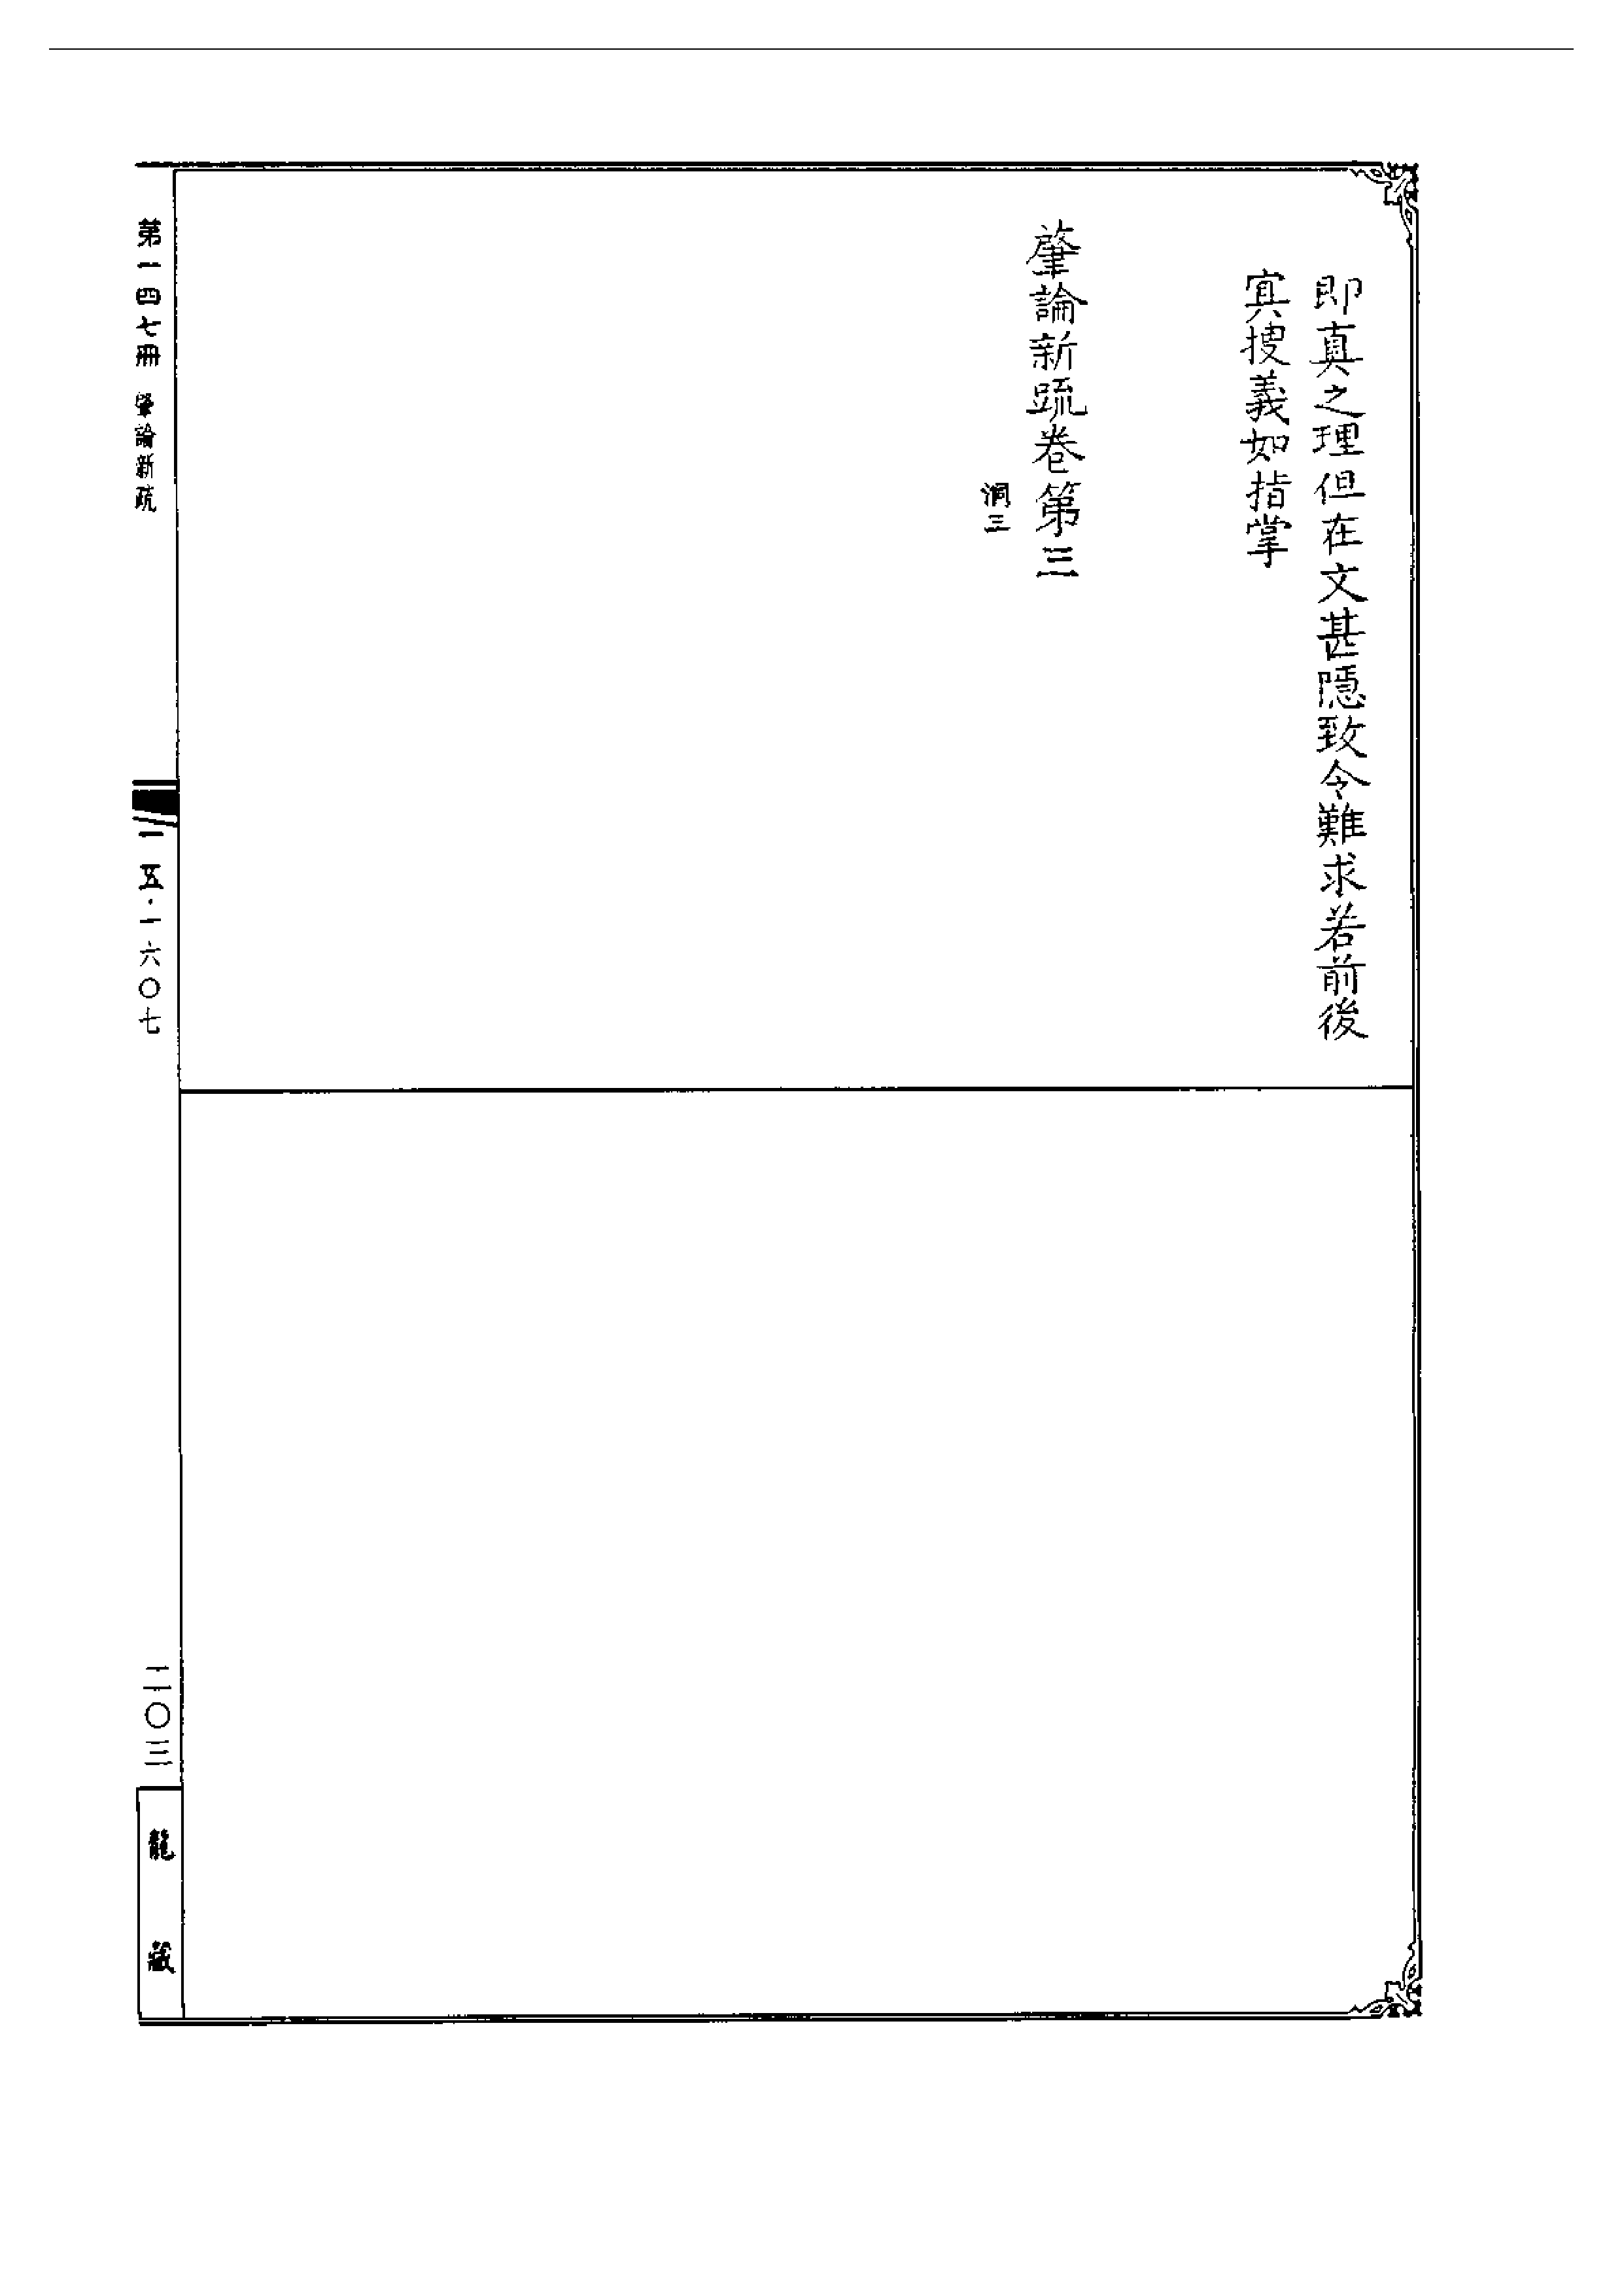 即真之理但在文甚隱致令難求若前後
寘搜義如指掌
肇論新䟽卷第三
洞三
第一四七冊 肇論新疏
一五·一六〇七
二〇三
龍藏